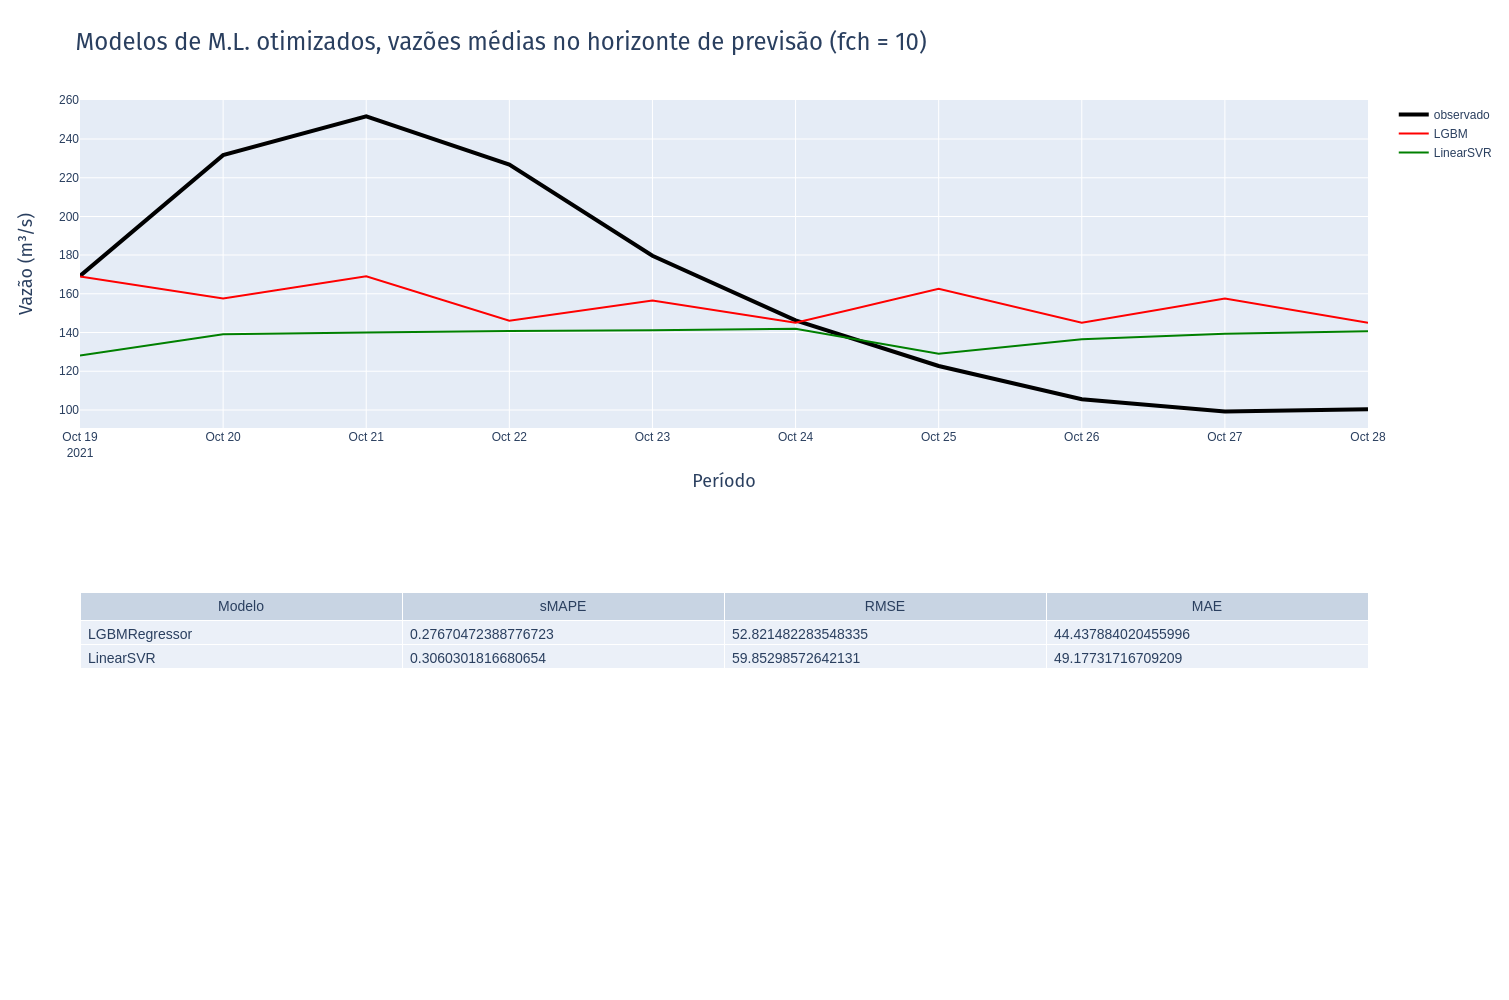 Modelos de M.L. otimizados, vazões médias no horizonte de previsão (fch = 10)
260
240
220
200
180
160
140
120
100
Vazão (m³/s)
Oct 19
2021
Oct 20
Oct 21
Oct 22
Oct 23
Oct 24
Oct 25
Oct 26
Oct 27
Oct 28
Período
observado
LGBM
LinearSVR
Modelo sMAPE RMSE MAE
LGBMRegressor 0.27670472388776723 52.821482283548335 44.437884020455996
LinearSVR 0.3060301816680654 59.85298572642131 49.17731716709209